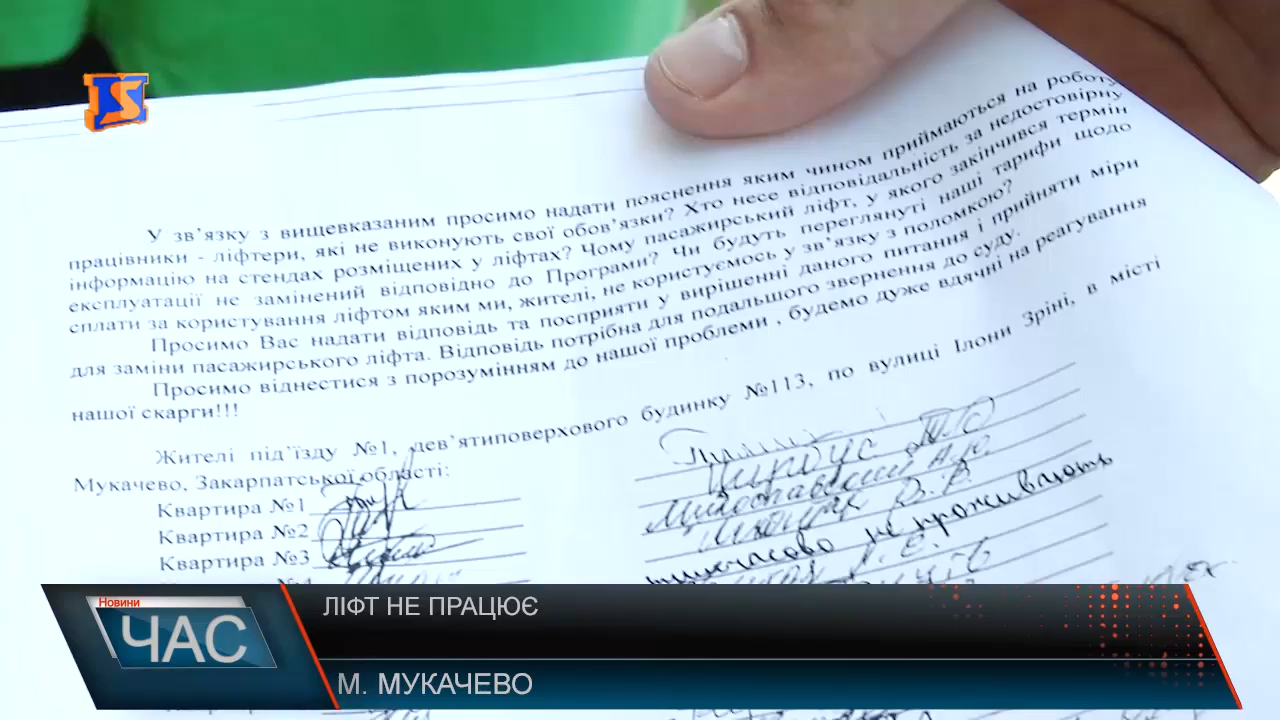 У зв’язку з вищевказаним просимо надати пояснення яким чином приймаються на роботу
працівники - ліфтери, які не виконують свої обов’язки? Хто несе відповідальність за недостовірну
інформацію на стендах розміщених у ліфтах? Чому пасажирський ліфт, у якого закінчився термін
експлуатації не замінений відповідно до Програми? Чи будуть переглянуті наші тарифи щодо
сплати за користування ліфтом яким ми, жителі, не користуємось у зв’язку з поломкою?
Просимо Вас надати відповідь та посприяти у вирішенні даного питання і прийняти міри
для заміни пасажирського ліфта. Відповідь потрібна для подальшого звернення до суду.
Просимо віднестися з порозумінням до нашої проблеми , будемо дуже вдячні на реагування
нашої скарги!!!
Жителі під’їзду №1, дев’ятиповерхового будинку №113, по вулиці Ілони Зріні, в місті
Мукачево, Закарпатської області:
Квартира №1
Квартира №2
Квартира №3
№4
тимчасово не проживають
Новини
ЧАС
ЛІФТ НЕ ПРАЦЮЄ
М. МУКАЧЕВО